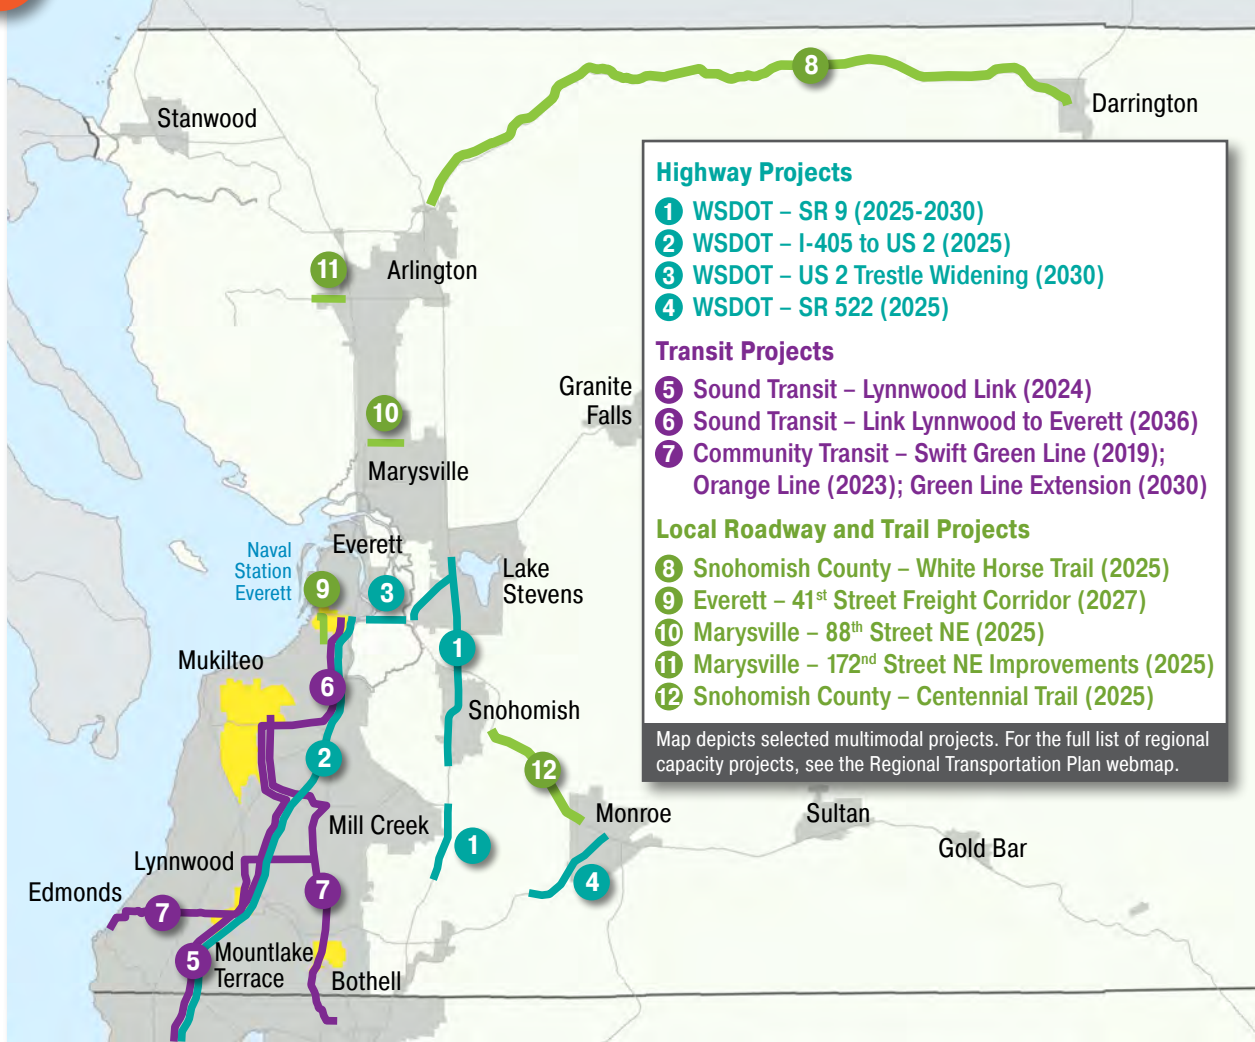 8
Darrington
Stanwood
Highway Projects
1 WSDOT – SR 9 (2025-2030)
2 WSDOT – I-405 to US 2 (2025)
3 WSDOT – US 2 Trestle Widening (2030)
4 WSDOT – SR 522 (2025)
Transit Projects
5 Sound Transit – Lynnwood Link (2024)
6 Sound Transit – Link Lynnwood to Everett (2036)
7 Community Transit – Swift Green Line (2019);
Orange Line (2023); Green Line Extension (2030)
Local Roadway and Trail Projects
8 Snohomish County – White Horse Trail (2025)
9 Everett – 41st Street Freight Corridor (2027)
10 Marysville – 88th Street NE (2025)
11 Marysville – 172nd Street NE Improvements (2025)
12 Snohomish County – Centennial Trail (2025)
Map depicts selected multimodal projects. For the full list of regional
capacity projects, see the Regional Transportation Plan webmap.
11
Arlington
Granite
Falls
10
Marysville
Everett
Naval
Station
Everett
9
3
Lake
Stevens
1
Mukilteo
6
Snohomish
2
12
Monroe
Sultan
Mill Creek
1
Gold Bar
Lynnwood
4
Edmonds
7
7
5
Mountlake
Terrace
Bothell